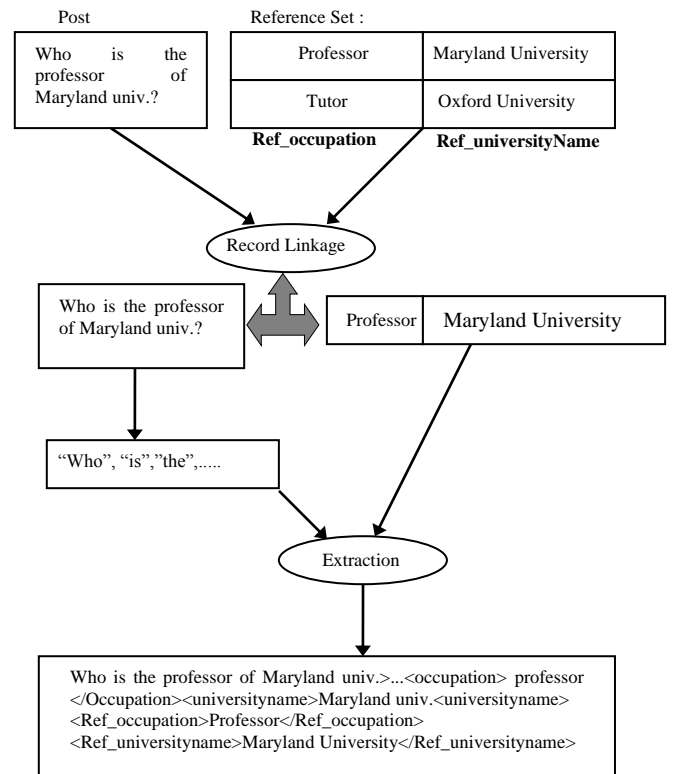 Post
Reference Set :
Who is the
professor of
Maryland univ.?
Professor
Maryland University
Tutor
Oxford University
Ref_occupation
Ref_universityName
Record Linkage
Who is the professor
of Maryland univ.?
Professor
Maryland University
“Who”, “is”,”the”,.....
Extraction
Who is the professor of Maryland univ.>...<occupation> professor
</Occupation><universityname>Maryland univ.<universityname>
<Ref_occupation>Professor</Ref_occupation>
<Ref_universityname>Maryland University</Ref_universityname>